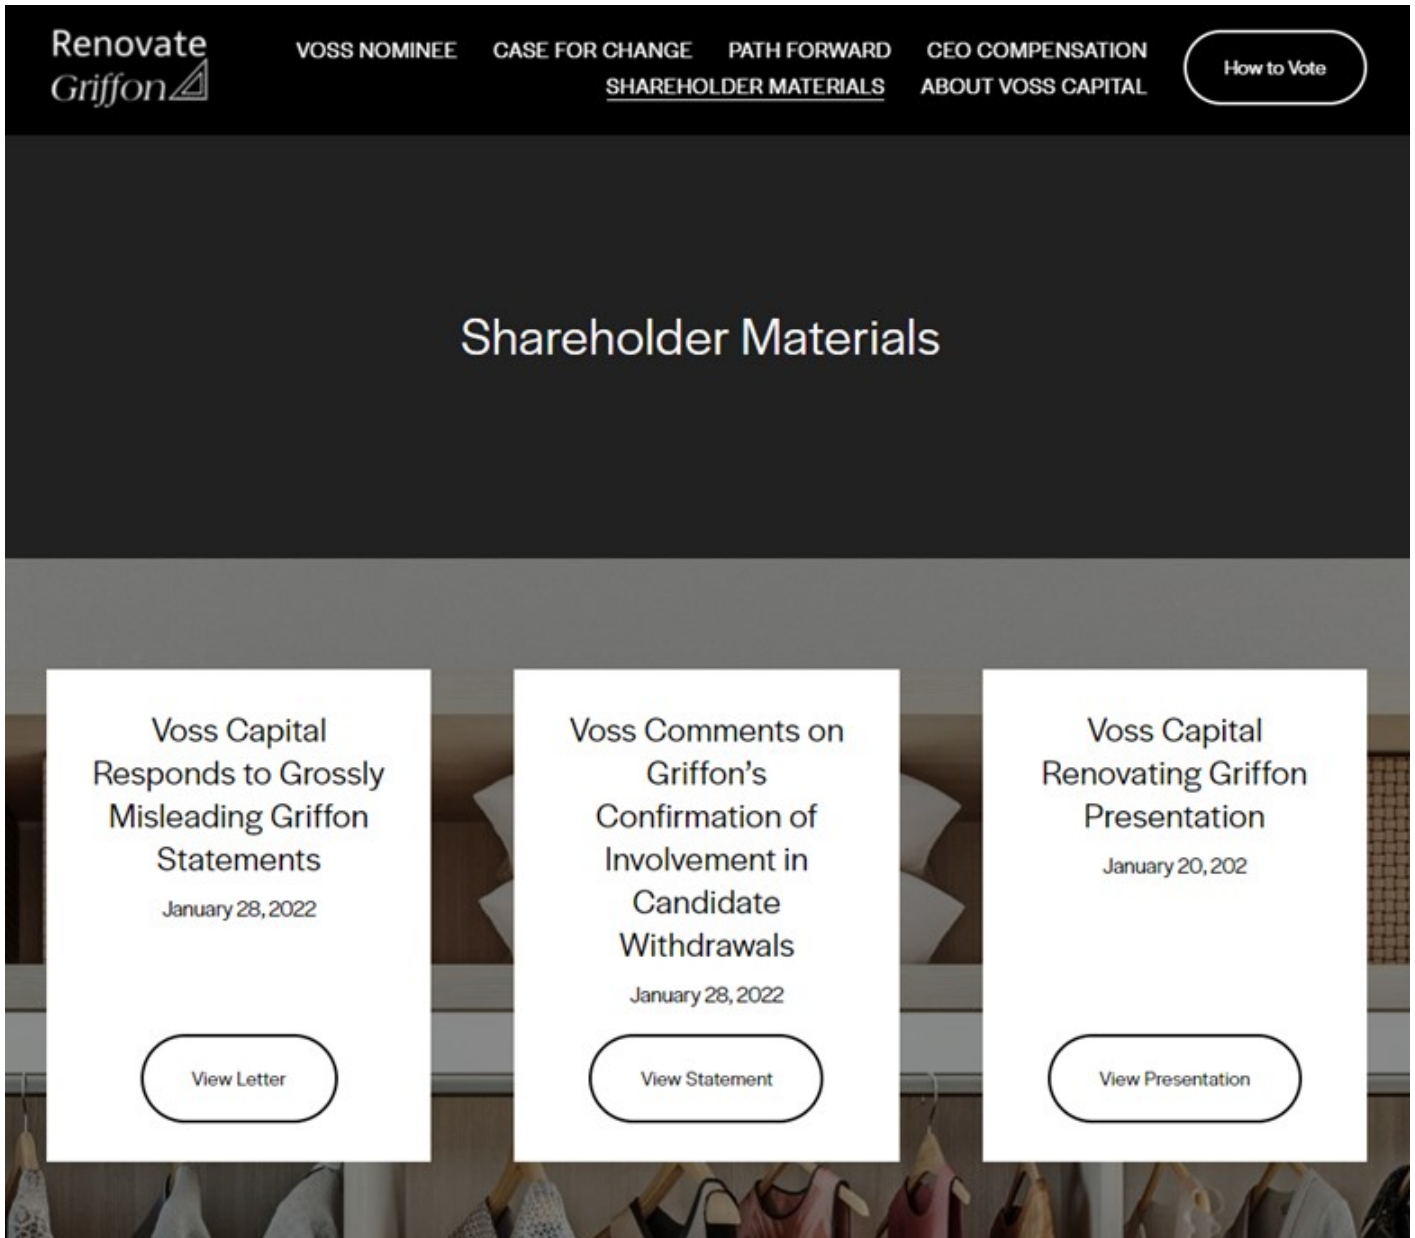 Renovate
Griffon
VOSS NOMINEE CASE FOR CHANGE PATH FORWARD CEO COMPENSATION
SHAREHOLDER MATERIALS ABOUT VOSS CAPITAL
How to Vote
Shareholder Materials
Voss Capital
Responds to Grossly
Misleading Griffon
Statements
January 28, 2022
View Letter
Voss Comments on
Griffon’s
Confirmation of
Involvement in
Candidate
Withdrawals
January 28, 2022
View Statement
Voss Capital
Renovating Griffon
Presentation
January 20, 202
View Presentation